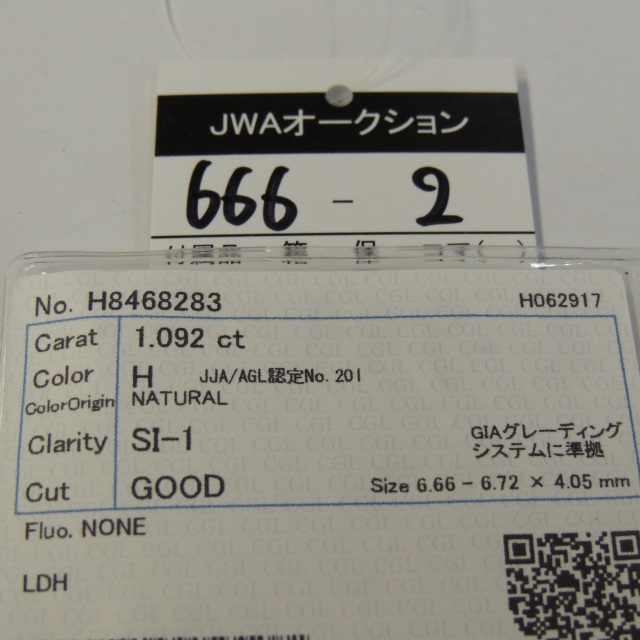 JWAオークション
666 - 2
No. H8468283 H062917
Carat 1.092 ct
Color H JJA/AGL認定No.201
ColorOrigin NATURAL
Clarity SI-1 GIAグレーディング
システムに準拠
Cut GOOD Size 6.66 - 6.72 × 4.05 mm
Fluo. NONE
LDH